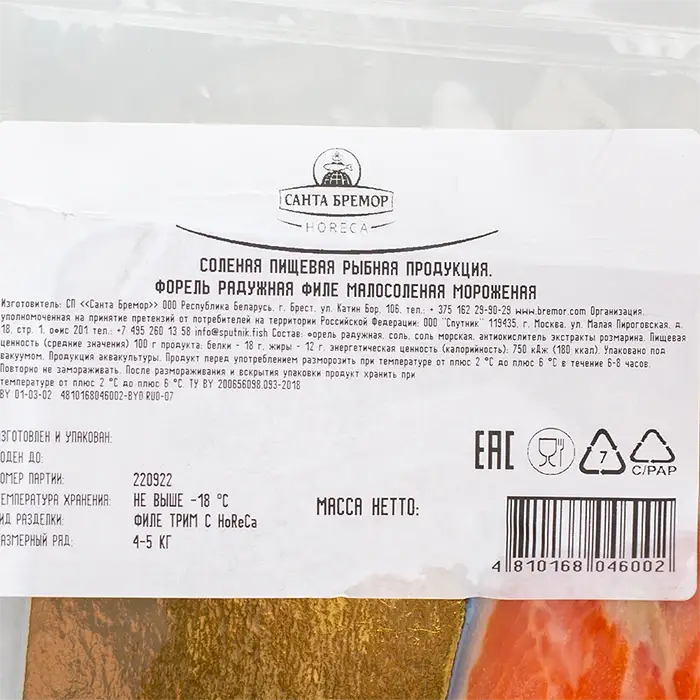 САНТА БРЕМОР
HORECA
СОЛЕНАЯ ПИЩЕВАЯ РЫБНАЯ ПРОДУКЦИЯ.
ФОРЕЛЬ РАДУЖНАЯ ФИЛЕ МАЛОСОЛЕНАЯ МОРОЖЕНАЯ
Изготовитель: СП <<Санта Бремор>> ООО Республика Беларусь, г. Брест, ул. Катин Бор, 106, тел.: + 375 162 29-90-29 www.bremor.com Организация,
уполномоченная на принятие претензий от потребителей на территории Российской Федерации: ООО "Спутник" 119435, г. Москва, ул. Малая Пироговская, д.
18, стр. 1, офис 201 тел.: +7 495 260 13 58 info@sputnik.fish Состав: форель радужная, соль, соль морская, антиокислитель экстракты розмарина. Пищевая
ценность (средние значения) 100 г продукта: белки - 18 г, жиры - 12 г, энергетическая ценность (калорийность): 750 кДж (180 ккал). Упаковано под
вакуумом. Продукция аквакультуры. Продукт перед употреблением разморозить при температуре от плюс 2 °C до плюс 6 °C в течение 6-8 часов.
Повторно не замораживать. После размораживания и вскрытия упаковки продукт хранить при
температуре от плюс 2 °C до плюс 6 °C ТУ BY 200656098.093-2018
BY 01-03-02 4810168046002-BYD RU0-07
ИЗГОТОВЛЕН И УПАКОВАН:
ГОДЕН ДО:
НОМЕР ПАРТИИ: 220922
ТЕМПЕРАТУРА ХРАНЕНИЯ: НЕ ВЫШЕ -18 °C
ВИД РАЗДЕЛКИ: ФИЛЕ ТРИМ С HoReCa
РАЗМЕРНЫЙ РЯД: 4-5 КГ
МАССА НЕТТО:
EAC
7
C/PAP
4 810168 046002